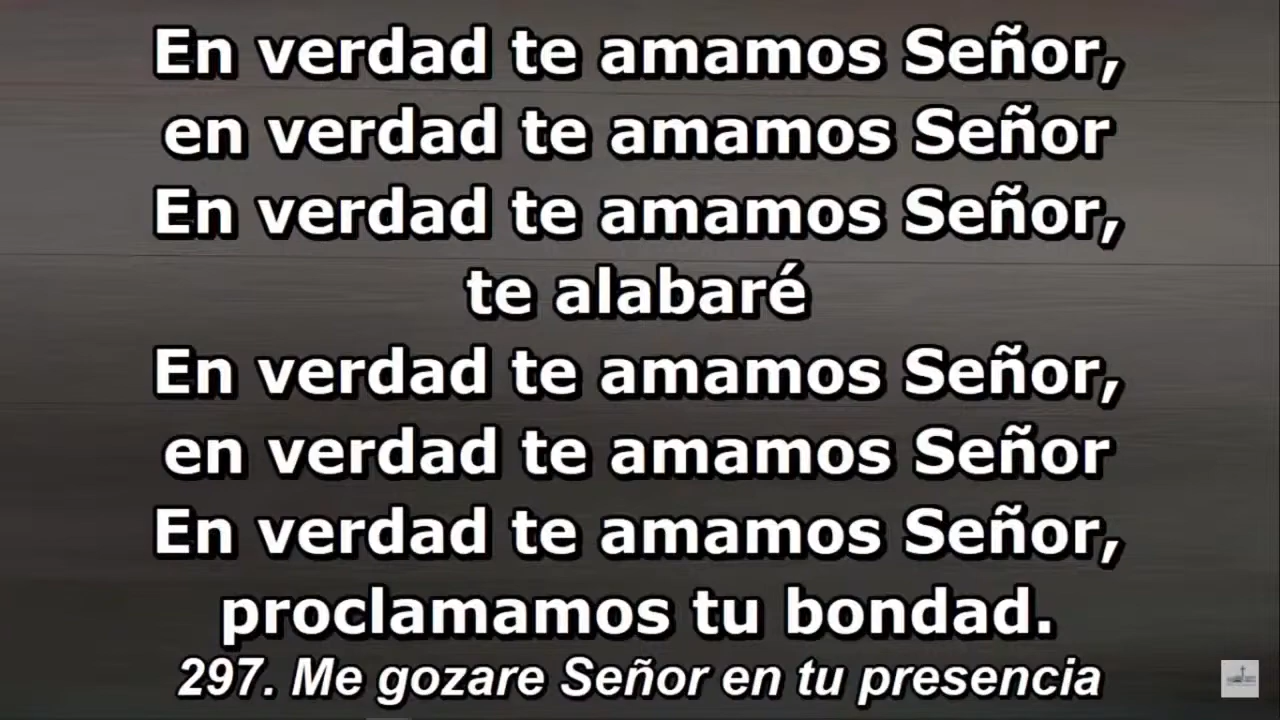 En verdad te amamos Señor,
en verdad te amamos Señor
En verdad te amamos Señor,
te alabaré
En verdad te amamos Señor,
en verdad te amamos Señor
En verdad te amamos Señor,
proclamamos tu bondad.
297. Me gozare Señor en tu presencia